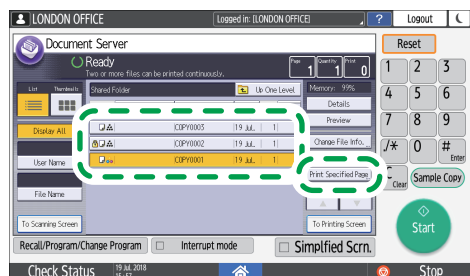 LONDON OFFICE
Logged in: [LONDON OFFICE]
?
Logout
Document Server
Reset
Ready
Two or more files can be printed continuously.
Page
1
Quantity
1
Print
0
1
2
3
List
Thumbnails
Shared Folder
Up One Level
Memory: 99%
4
5
6
Details
Display All
Preview
7
8
9
COPY0003
19 JUL.
1
COPY0002
19 JUL.
1
Change File Info.
./*
0
#
Enter
User Name
COPY0001
19 JUL.
1
Print Specified Page
C
Clear
Sample Copy
File Name
To Scanning Screen
To Printing Screen
Start
Recall/Program/Change Program
Interrupt mode
Simplfied Scrn.
Check Status
19 Jul. 2018
15:57
Stop